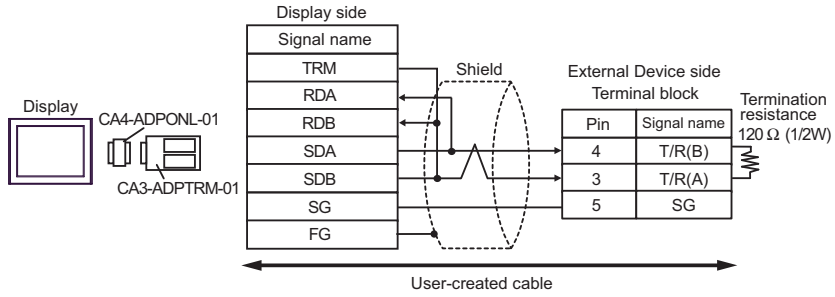 Display side
Signal name
TRM
RDA
RDB
SDA
SDB
SG
FG
Shield
Display
CA4-ADPONL-01
CA3-ADPTRM-01
External Device side
Terminal block
Pin Signal name
4 T/R(B)
3 T/R(A)
5 SG
Termination
resistance
120 Ω (1/2W)
User-created cable